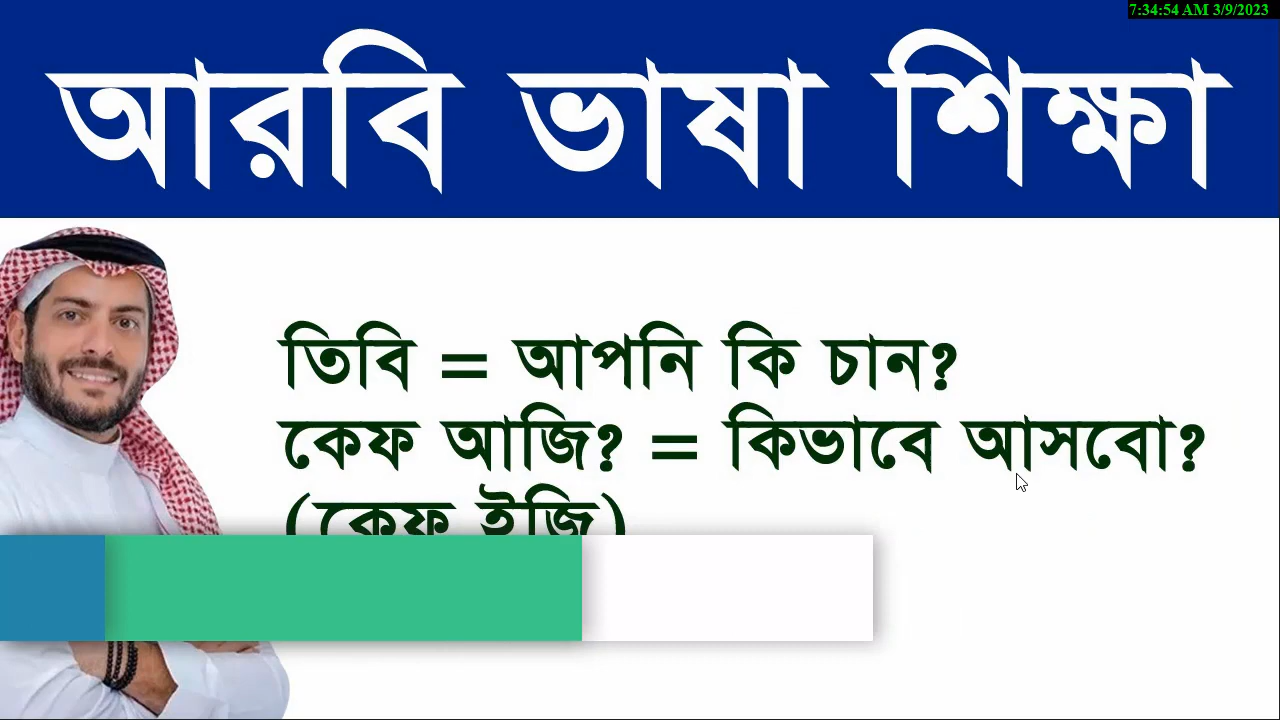 7:34:54 AM 3/9/2023
আরবি ভাষা শিক্ষা
তিবি = আপনি কি চান?
কেফ আজি? = কিভাবে আসবো?
(কেফ ইজি)